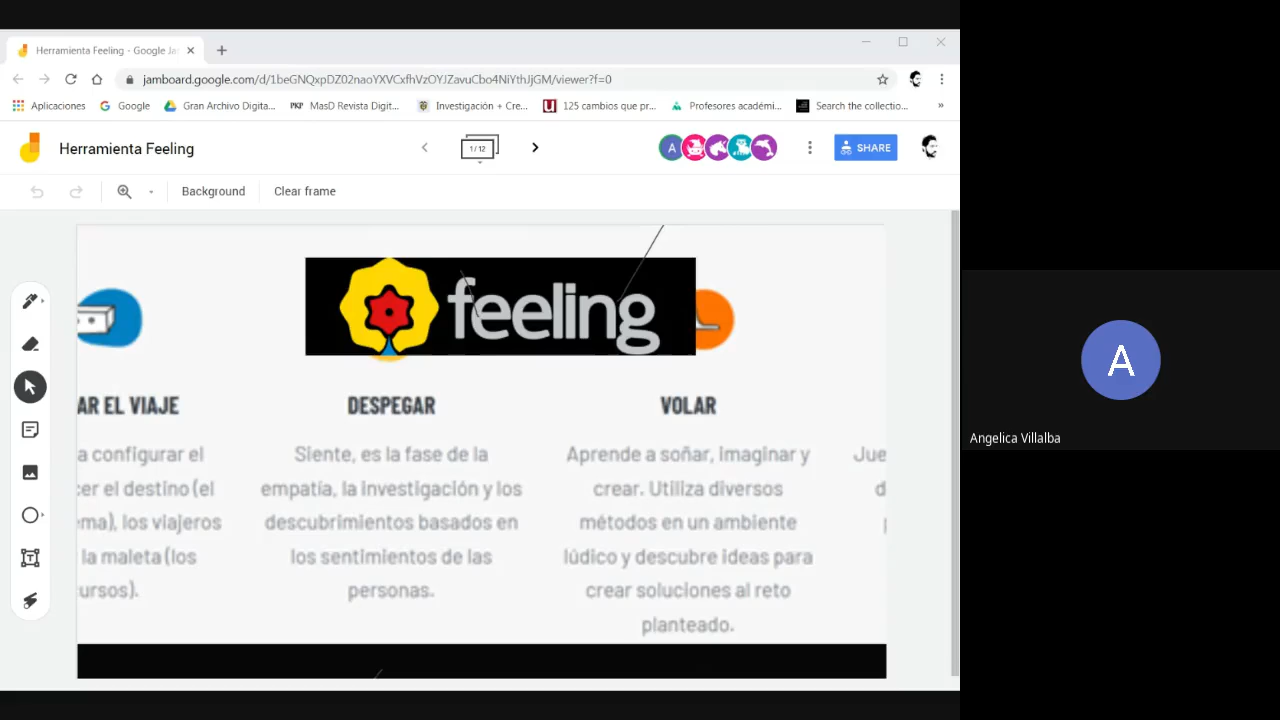 Herramienta Feeling - Google Ja
jamboard.google.com/d/1beGNQxpDZ02naoYXVCxfhVzOYJZavuCbo4NiYthJjGM/viewer?f=0
Aplicaciones
Google
Gran Archivo Digita...
PKP MasD Revista Digit...
Investigación + Cre...
125 cambios que pr...
Profesores académi...
Search the collectio...
»
Herramienta Feeling
1/12
A
SHARE
Background
Clear frame
feeling
AR EL VIAJE
a configurar el
cer el destino (el
ema), los viajeros
la maleta (los
ursos).
DESPEGAR
Siente, es la fase de la
empatía, la investigación y los
descubrimientos basados en
los sentimientos de las
personas.
VOLAR
Aprende a soñar, imaginar y
crear. Utiliza diversos
métodos en un ambiente
lúdico y descubre ideas para
crear soluciones al reto
planteado.
Jue
d
A
Angelica Villalba